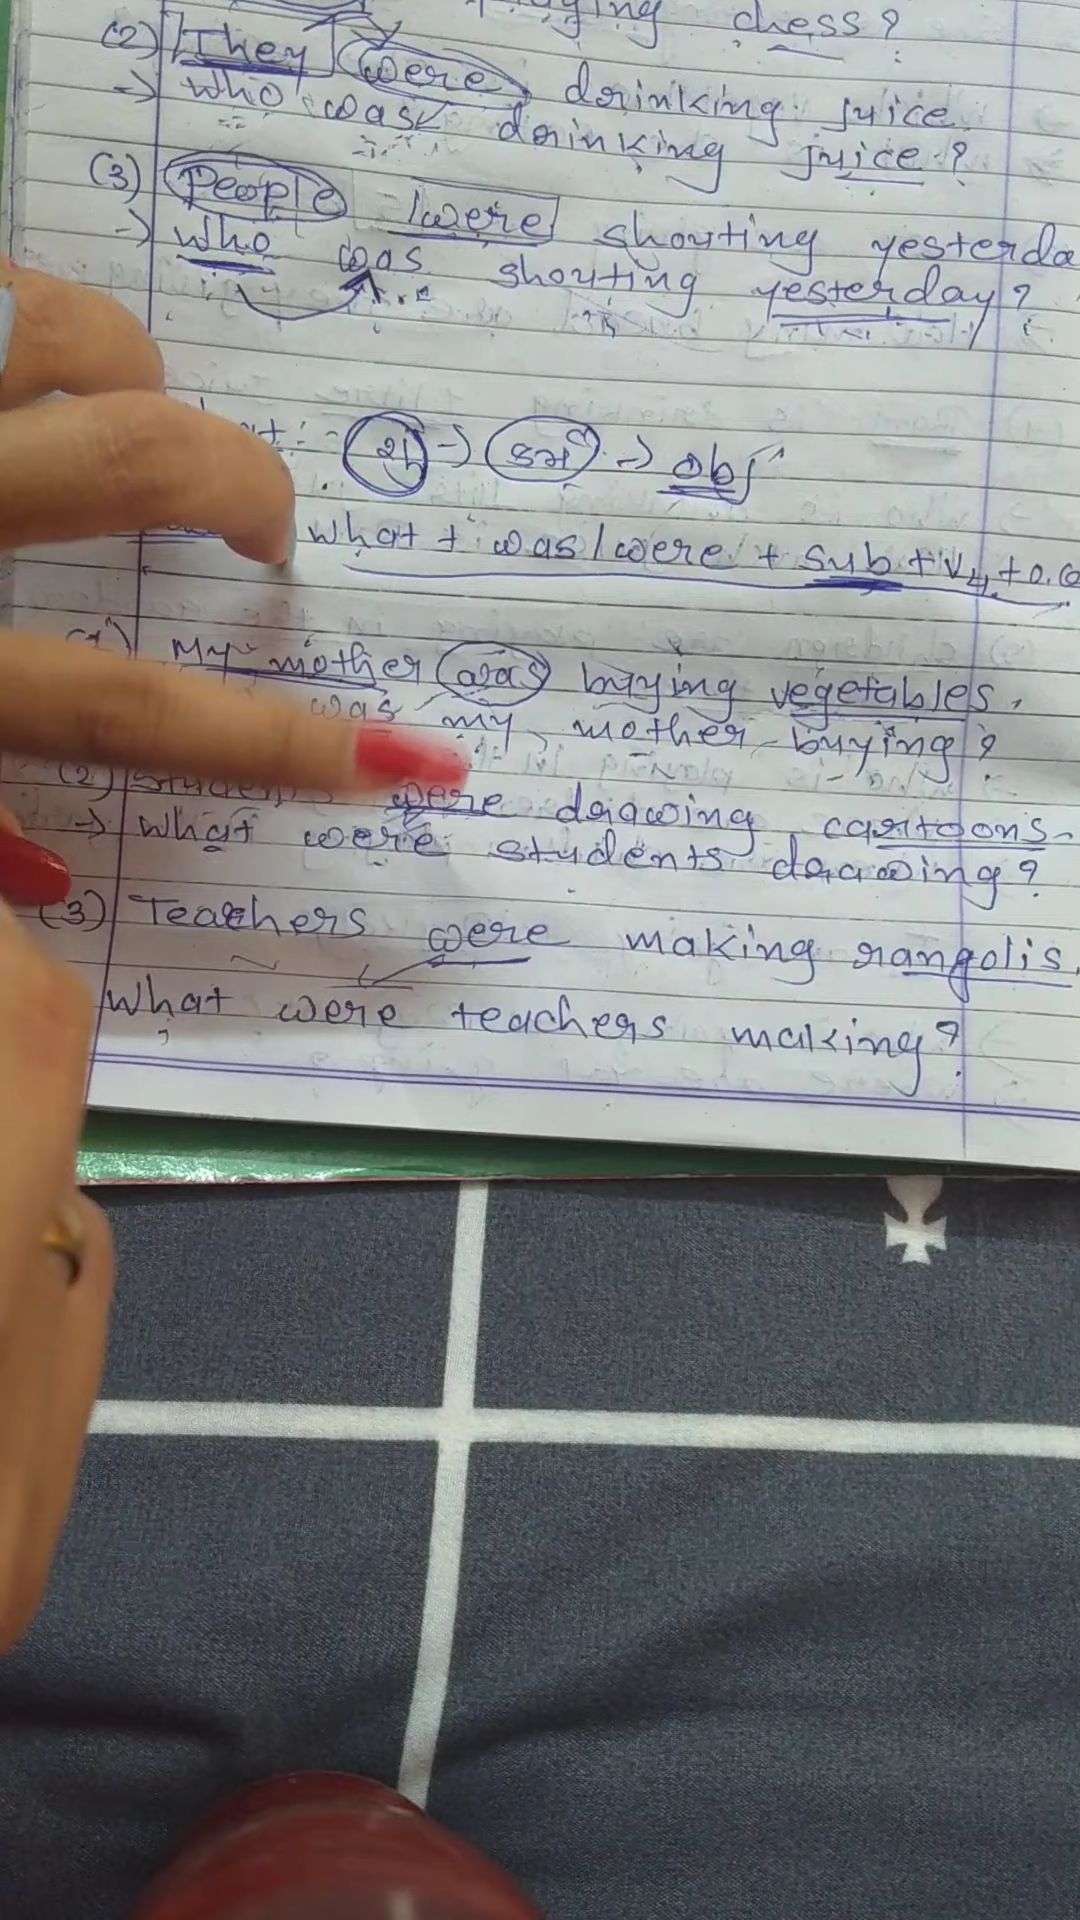 chess?
(2) They were drinking juice
→ who was drinking juice?
(3) People were shouting
→ who was shouting yesterday?
→ → obj
what + was/were + sub + V4 +
My mother was buying vegetables.
was my mother buying?
(2) were drawing cartoons.
→ What were students drawing?
(3) Teachers were making rangolis.
What were teachers making?